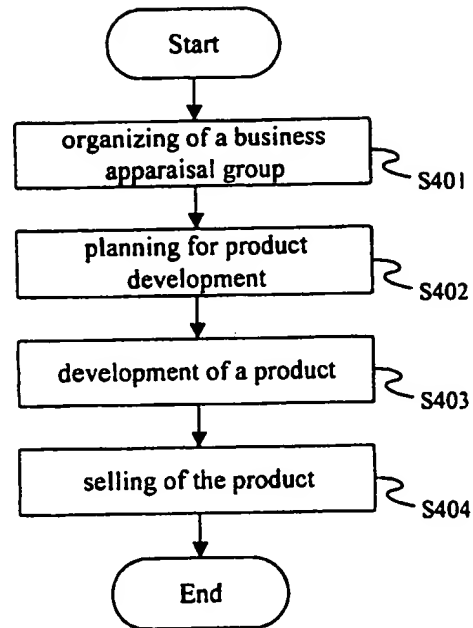 Start
organizing of a business
apparaisal group
S401
planning for product
development
S402
development of a product
S403
selling of the product
S404
End